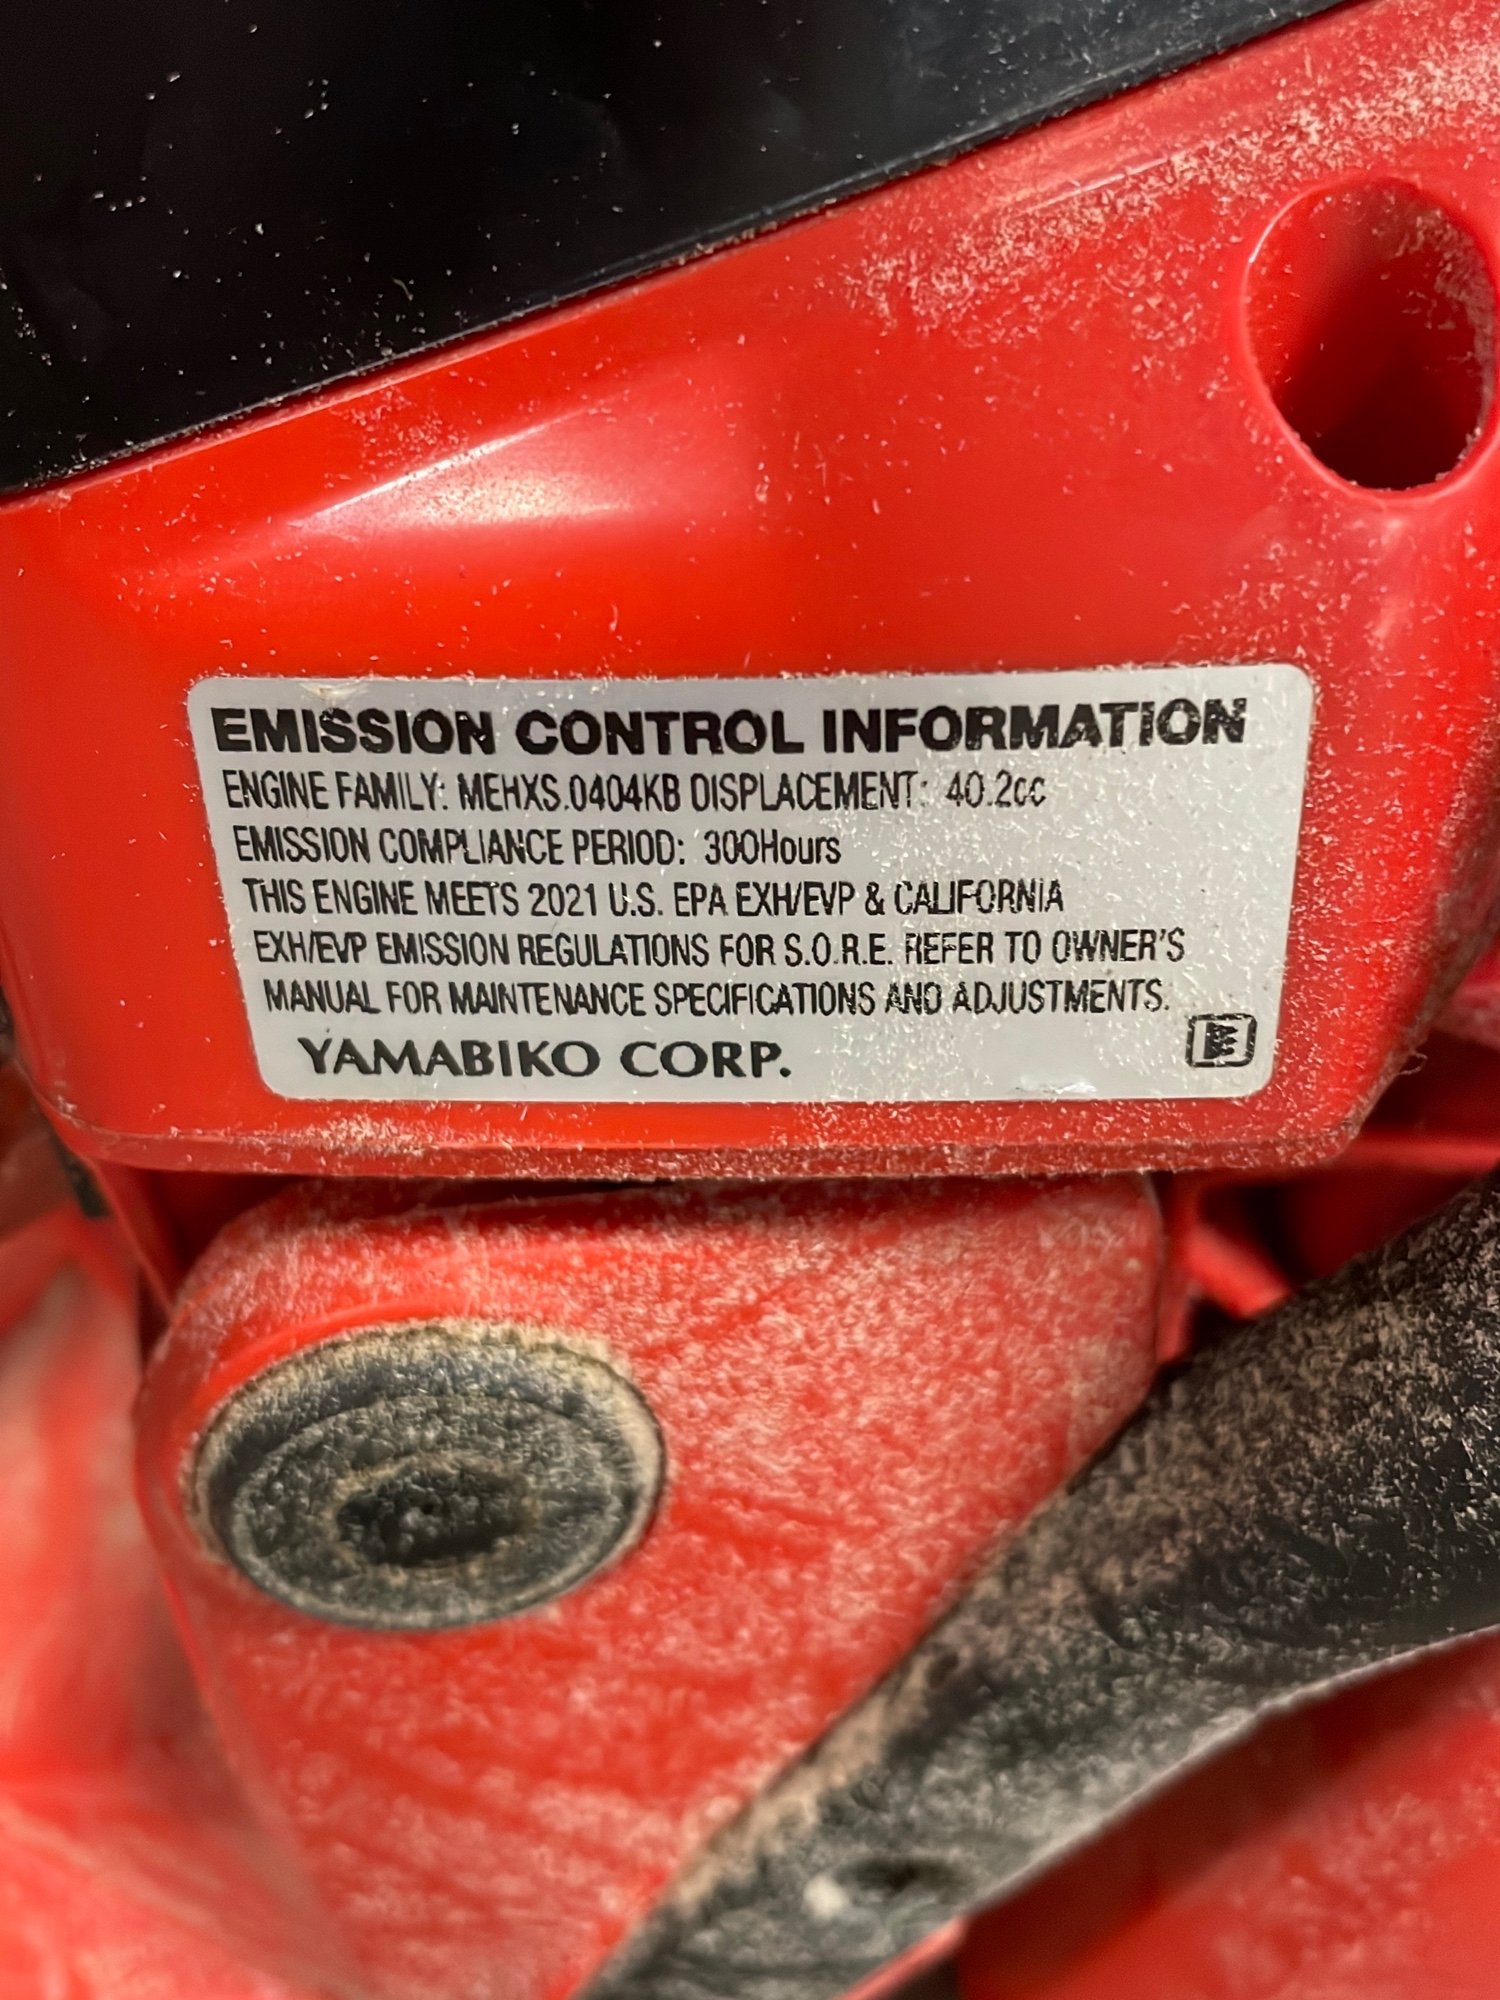 EMISSION CONTROL INFORMATION
ENGINE FAMILY: MEHXS.0404KB DISPLACEMENT: 40.2cc
EMISSION COMPLIANCE PERIOD: 300Hours
THIS ENGINE MEETS 2021 U.S. EPA EXH/EVP & CALIFORNIA
EXH/EVP EMISSION REGULATIONS FOR S.O.R.E. REFER TO OWNER'S
MANUAL FOR MAINTENANCE SPECIFICATIONS AND ADJUSTMENTS.
YAMABIKO CORP.
E